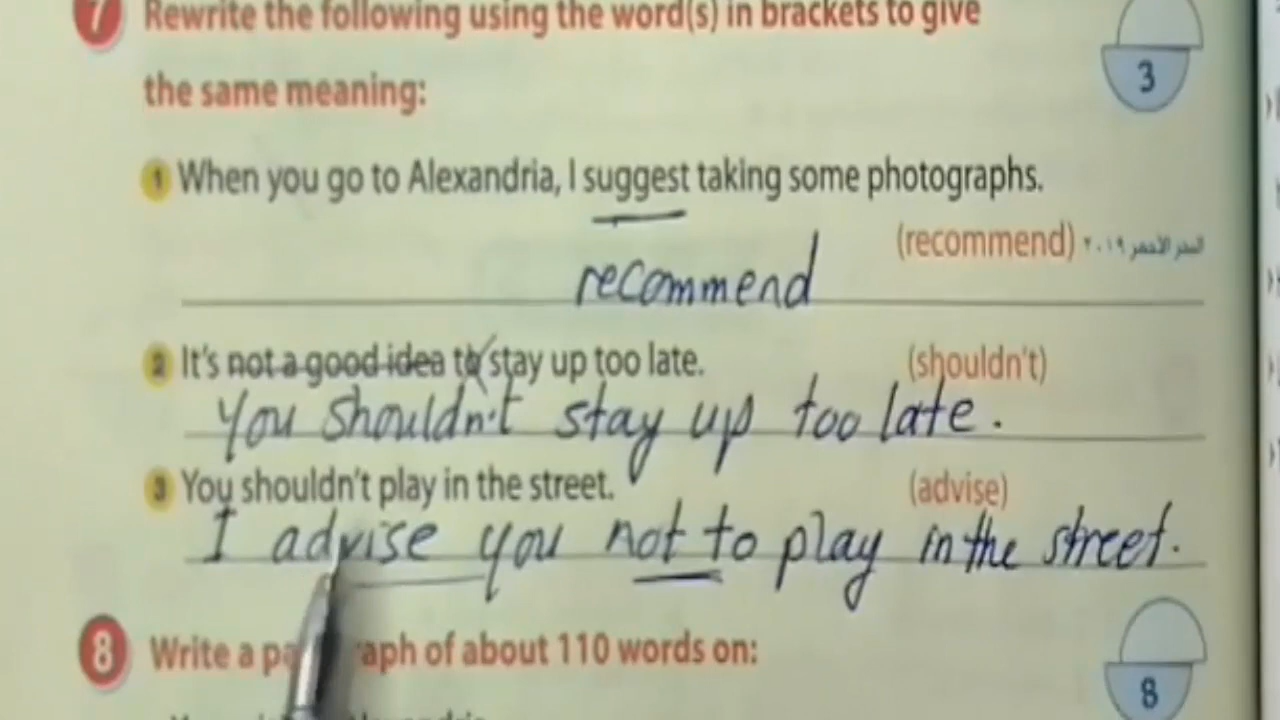 7 Rewrite the following using the word(s) in brackets to give
3
the same meaning:
1 When you go to Alexandria, I suggest taking some photographs.
(recommend) البحر الأحمر ٢٠١٩
recommend
2 It's not a good idea to stay up too late. (shouldn't)
You shouldn't stay up too late.
3 You shouldn't play in the street. (advise)
I advise you not to play in the street.
8 Write a pa aph of about 110 words on:
8